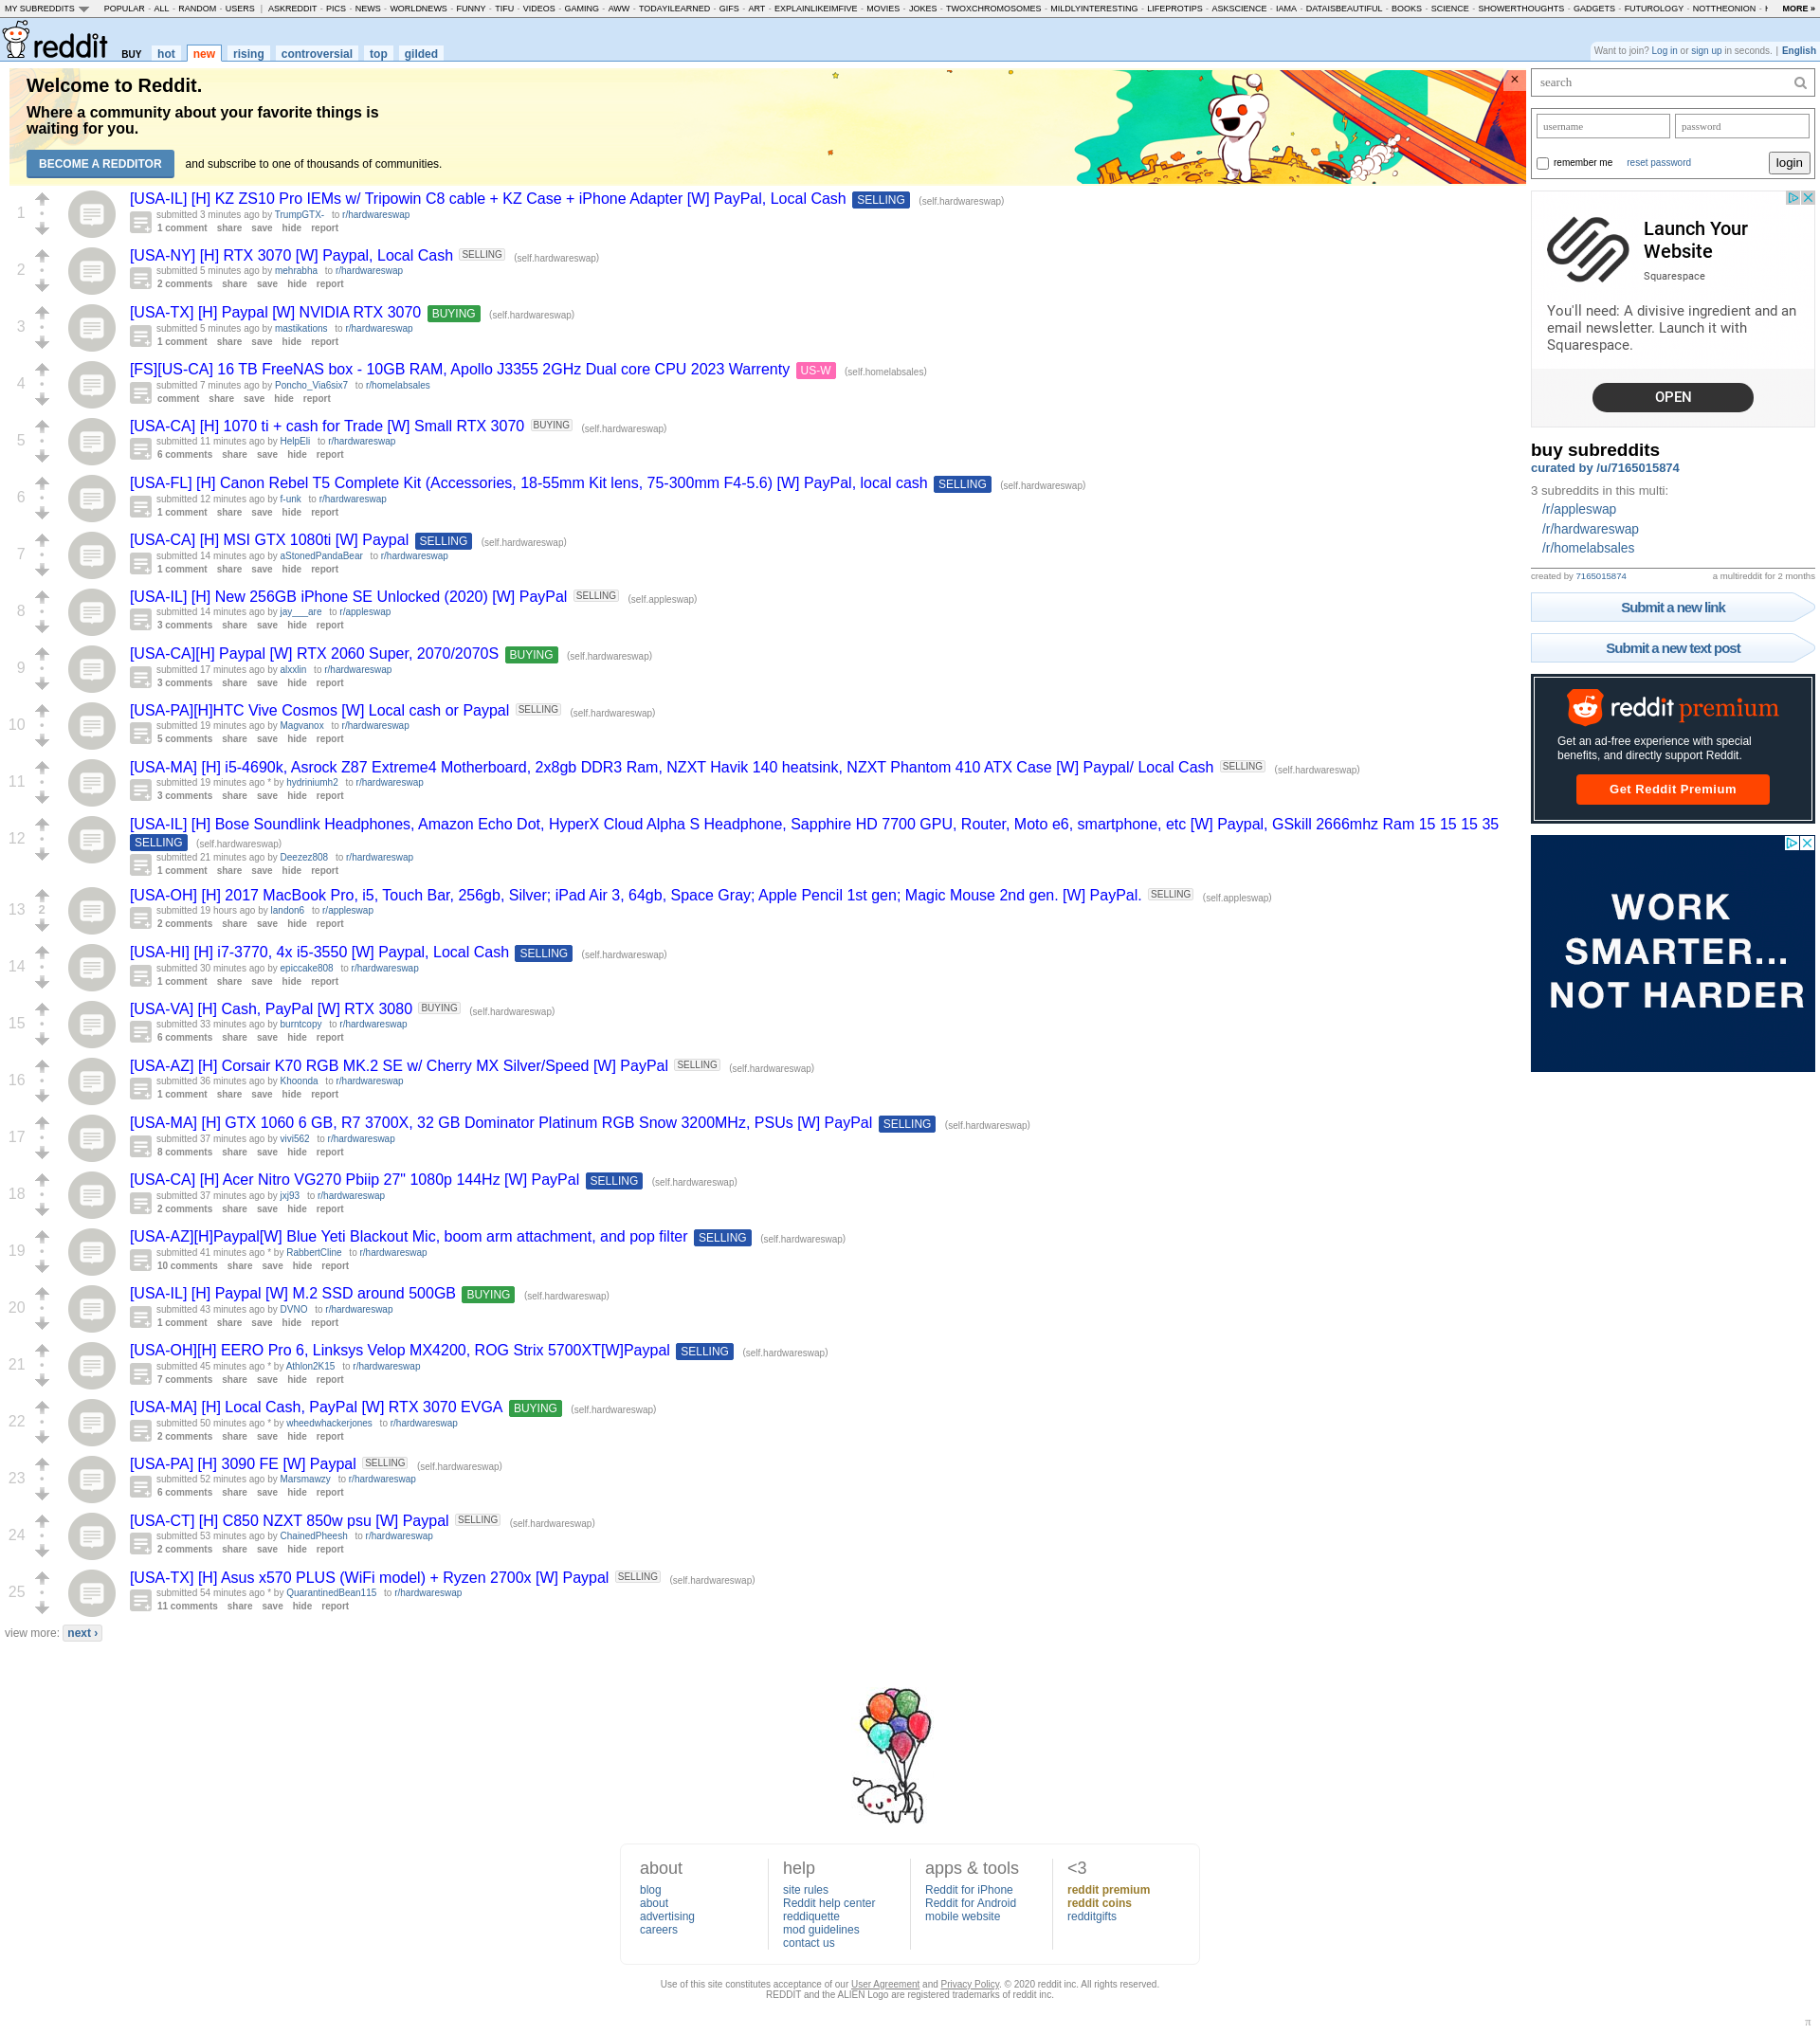 MY SUBREDDITS POPULAR - ALL - RANDOM - USERS | ASKREDDIT - PICS - NEWS - WORLDNEWS - FUNNY - TIFU - VIDEOS - GAMING - AWW - TODAYILEARNED - GIFS - ART - EXPLAINLIKEIMFIVE - MOVIES - JOKES - TWOXCHROMOSOMES - MILDLYINTERESTING - LIFEPROTIPS - ASKSCIENCE - IAMA - DATAISBEAUTIFUL - BOOKS - SCIENCE - SHOWERTHOUGHTS - GADGETS - FUTUROLOGY - NOTTHEONION - MORE »
reddit BUY hot new rising controversial top gilded
Want to join? Log in or sign up in seconds. | English
Welcome to Reddit.
Where a community about your favorite things is
waiting for you.
BECOME A REDDITOR and subscribe to one of thousands of communities.
×
1
[USA-IL] [H] KZ ZS10 Pro IEMs w/ Tripowin C8 cable + KZ Case + iPhone Adapter [W] PayPal, Local Cash SELLING (self.hardwareswap)
submitted 3 minutes ago by TrumpGTX- to r/hardwareswap
1 comment share save hide report
2
[USA-NY] [H] RTX 3070 [W] Paypal, Local Cash SELLING (self.hardwareswap)
submitted 5 minutes ago by mehrabha to r/hardwareswap
2 comments share save hide report
3
[USA-TX] [H] Paypal [W] NVIDIA RTX 3070 BUYING (self.hardwareswap)
submitted 5 minutes ago by mastikations to r/hardwareswap
1 comment share save hide report
4
[FS][US-CA] 16 TB FreeNAS box - 10GB RAM, Apollo J3355 2GHz Dual core CPU 2023 Warrenty US-W (self.homelabsales)
submitted 7 minutes ago by Poncho_Via6six7 to r/homelabsales
comment share save hide report
5
[USA-CA] [H] 1070 ti + cash for Trade [W] Small RTX 3070 BUYING (self.hardwareswap)
submitted 11 minutes ago by HelpEli to r/hardwareswap
6 comments share save hide report
6
[USA-FL] [H] Canon Rebel T5 Complete Kit (Accessories, 18-55mm Kit lens, 75-300mm F4-5.6) [W] PayPal, local cash SELLING (self.hardwareswap)
submitted 12 minutes ago by f-unk to r/hardwareswap
1 comment share save hide report
7
[USA-CA] [H] MSI GTX 1080ti [W] Paypal SELLING (self.hardwareswap)
submitted 14 minutes ago by aStonedPandaBear to r/hardwareswap
1 comment share save hide report
8
[USA-IL] [H] New 256GB iPhone SE Unlocked (2020) [W] PayPal SELLING (self.appleswap)
submitted 14 minutes ago by jay___are to r/appleswap
3 comments share save hide report
9
[USA-CA][H] Paypal [W] RTX 2060 Super, 2070/2070S BUYING (self.hardwareswap)
submitted 17 minutes ago by alxxlin to r/hardwareswap
3 comments share save hide report
10
[USA-PA][H]HTC Vive Cosmos [W] Local cash or Paypal SELLING (self.hardwareswap)
submitted 19 minutes ago by Magvanox to r/hardwareswap
5 comments share save hide report
11
[USA-MA] [H] i5-4690k, Asrock Z87 Extreme4 Motherboard, 2x8gb DDR3 Ram, NZXT Havik 140 heatsink, NZXT Phantom 410 ATX Case [W] Paypal/ Local Cash SELLING (self.hardwareswap)
submitted 19 minutes ago * by hydriniumh2 to r/hardwareswap
3 comments share save hide report
12
[USA-IL] [H] Bose Soundlink Headphones, Amazon Echo Dot, HyperX Cloud Alpha S Headphone, Sapphire HD 7700 GPU, Router, Moto e6, smartphone, etc [W] Paypal, GSkill 2666mhz Ram 15 15 15 35
SELLING (self.hardwareswap)
submitted 21 minutes ago by Deezez808 to r/hardwareswap
1 comment share save hide report
13 2
[USA-OH] [H] 2017 MacBook Pro, i5, Touch Bar, 256gb, Silver; iPad Air 3, 64gb, Space Gray; Apple Pencil 1st gen; Magic Mouse 2nd gen. [W] PayPal. SELLING (self.appleswap)
submitted 19 hours ago by landon6 to r/appleswap
2 comments share save hide report
14
[USA-HI] [H] i7-3770, 4x i5-3550 [W] Paypal, Local Cash SELLING (self.hardwareswap)
submitted 30 minutes ago by epiccake808 to r/hardwareswap
1 comment share save hide report
15
[USA-VA] [H] Cash, PayPal [W] RTX 3080 BUYING (self.hardwareswap)
submitted 33 minutes ago by burntcopy to r/hardwareswap
6 comments share save hide report
16
[USA-AZ] [H] Corsair K70 RGB MK.2 SE w/ Cherry MX Silver/Speed [W] PayPal SELLING (self.hardwareswap)
submitted 36 minutes ago by Khoonda to r/hardwareswap
1 comment share save hide report
17
[USA-MA] [H] GTX 1060 6 GB, R7 3700X, 32 GB Dominator Platinum RGB Snow 3200MHz, PSUs [W] PayPal SELLING (self.hardwareswap)
submitted 37 minutes ago by vivi562 to r/hardwareswap
8 comments share save hide report
18
[USA-CA] [H] Acer Nitro VG270 Pbiip 27" 1080p 144Hz [W] PayPal SELLING (self.hardwareswap)
submitted 37 minutes ago by jxj93 to r/hardwareswap
2 comments share save hide report
19
[USA-AZ][H]Paypal[W] Blue Yeti Blackout Mic, boom arm attachment, and pop filter SELLING (self.hardwareswap)
submitted 41 minutes ago * by RabbertCline to r/hardwareswap
10 comments share save hide report
20
[USA-IL] [H] Paypal [W] M.2 SSD around 500GB BUYING (self.hardwareswap)
submitted 43 minutes ago by DVNO to r/hardwareswap
1 comment share save hide report
21
[USA-OH][H] EERO Pro 6, Linksys Velop MX4200, ROG Strix 5700XT[W]Paypal SELLING (self.hardwareswap)
submitted 45 minutes ago * by Athlon2K15 to r/hardwareswap
7 comments share save hide report
22
[USA-MA] [H] Local Cash, PayPal [W] RTX 3070 EVGA BUYING (self.hardwareswap)
submitted 50 minutes ago * by wheedwhackerjones to r/hardwareswap
2 comments share save hide report
23
[USA-PA] [H] 3090 FE [W] Paypal SELLING (self.hardwareswap)
submitted 52 minutes ago by Marsmawzy to r/hardwareswap
6 comments share save hide report
24
[USA-CT] [H] C850 NZXT 850w psu [W] Paypal SELLING (self.hardwareswap)
submitted 53 minutes ago by ChainedPheesh to r/hardwareswap
2 comments share save hide report
25
[USA-TX] [H] Asus x570 PLUS (WiFi model) + Ryzen 2700x [W] Paypal SELLING (self.hardwareswap)
submitted 54 minutes ago * by QuarantinedBean115 to r/hardwareswap
11 comments share save hide report
view more: next ›
search
username password
remember me reset password login
Launch Your
Website
Squarespace
You'll need: A divisive ingredient and an
email newsletter. Launch it with
Squarespace.
OPEN
buy subreddits
curated by /u/7165015874
3 subreddits in this multi:
/r/appleswap
/r/hardwareswap
/r/homelabsales
created by 7165015874 a multireddit for 2 months
Submit a new link
Submit a new text post
reddit premium
Get an ad-free experience with special
benefits, and directly support Reddit.
Get Reddit Premium
WORK
SMARTER...
NOT HARDER
about
blog
about
advertising
careers
help
site rules
Reddit help center
reddiquette
mod guidelines
contact us
apps & tools
Reddit for iPhone
Reddit for Android
mobile website
<3
reddit premium
reddit coins
redditgifts
Use of this site constitutes acceptance of our User Agreement and Privacy Policy. © 2020 reddit inc. All rights reserved.
REDDIT and the ALIEN Logo are registered trademarks of reddit inc.
π